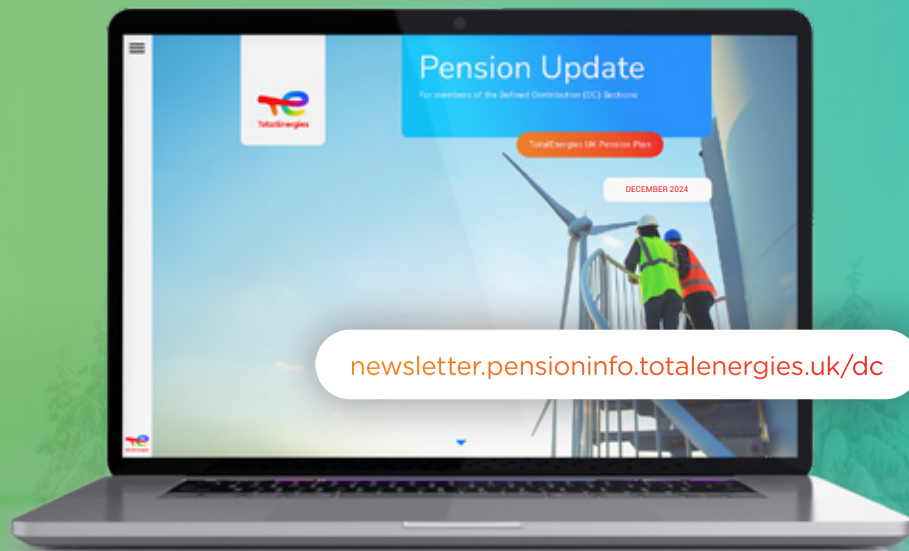 Pension Update
For members of the Defined Contribution (DC) Sections
TotalEnergies
TotalEnergies UK Pension Plan
DECEMBER 2024
newsletter.pensioninfo.totalenergies.uk/dc